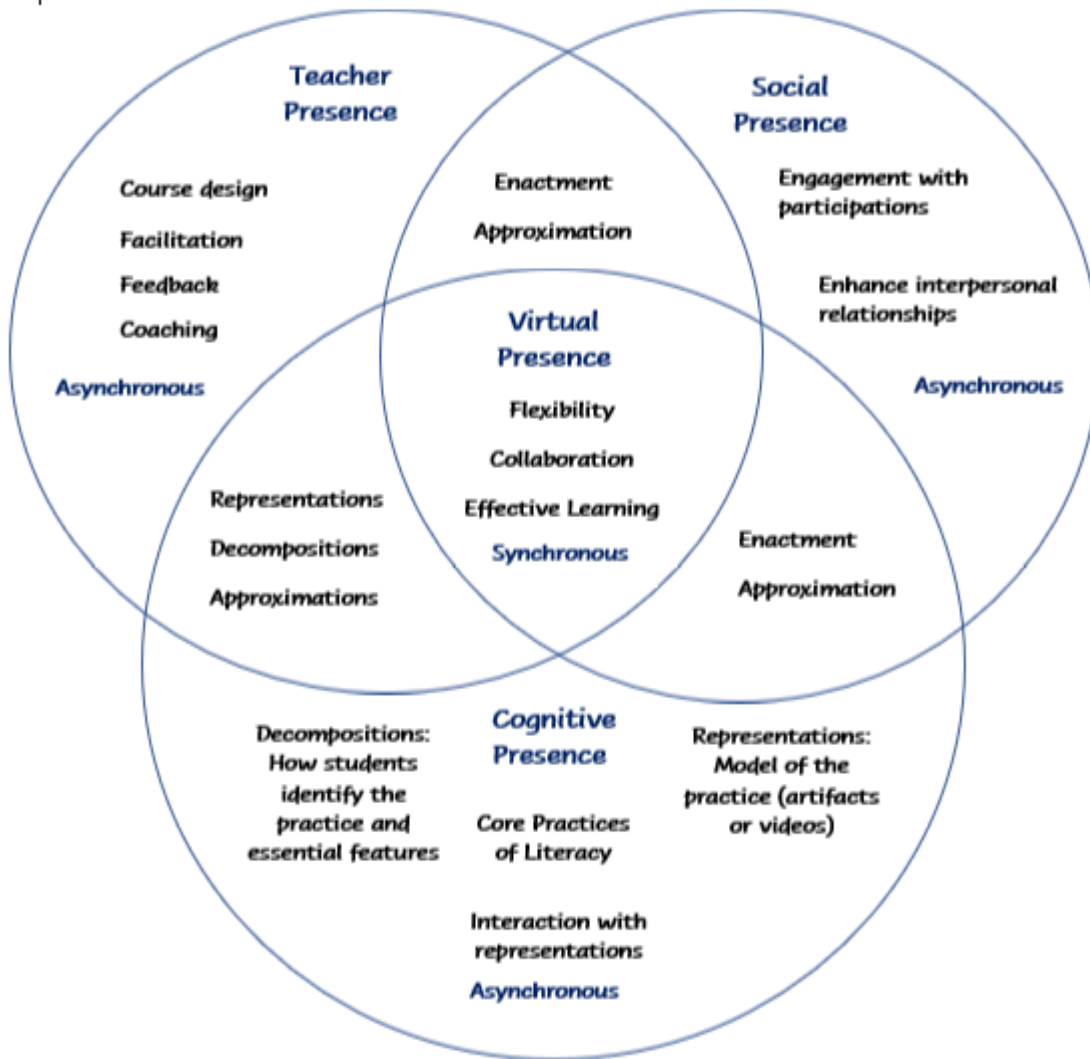 Teacher
Presence
Course design
Facilitation
Feedback
Coaching
Asynchronous
Enactment
Approximation
Social
Presence
Engagement with
participations
Enhance interpersonal
relationships
Asynchronous
Virtual
Presence
Flexibility
Collaboration
Effective Learning
Synchronous
Representations
Decompositions
Approximations
Enactment
Approximation
Decompositions:
How students
identify the
practice and
essential features
Cognitive
Presence
Core Practices
of Literacy
Interaction with
representations
Asynchronous
Representations:
Model of the
practice (artifacts
or videos)